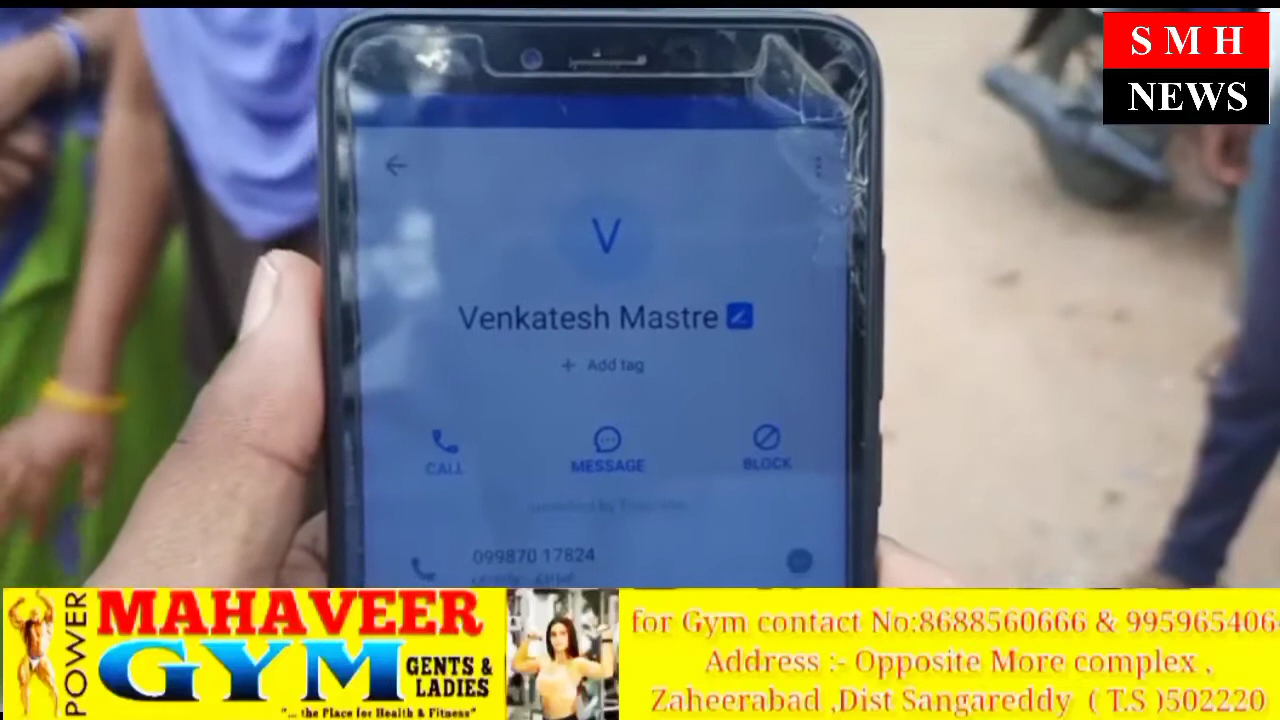 S M H
NEWS
V
Venkatesh Mastre
+ Add tag
CALL
MESSAGE
BLOCK
099870 17824
POWER
MAHAVEER
GYM
GENTS &
LADIES
"... the Place for Health & Fitness"
for Gym contact No:8688560666 & 995965406
Address :- Opposite More complex ,
Zaheerabad ,Dist Sangareddy ( T.S )502220